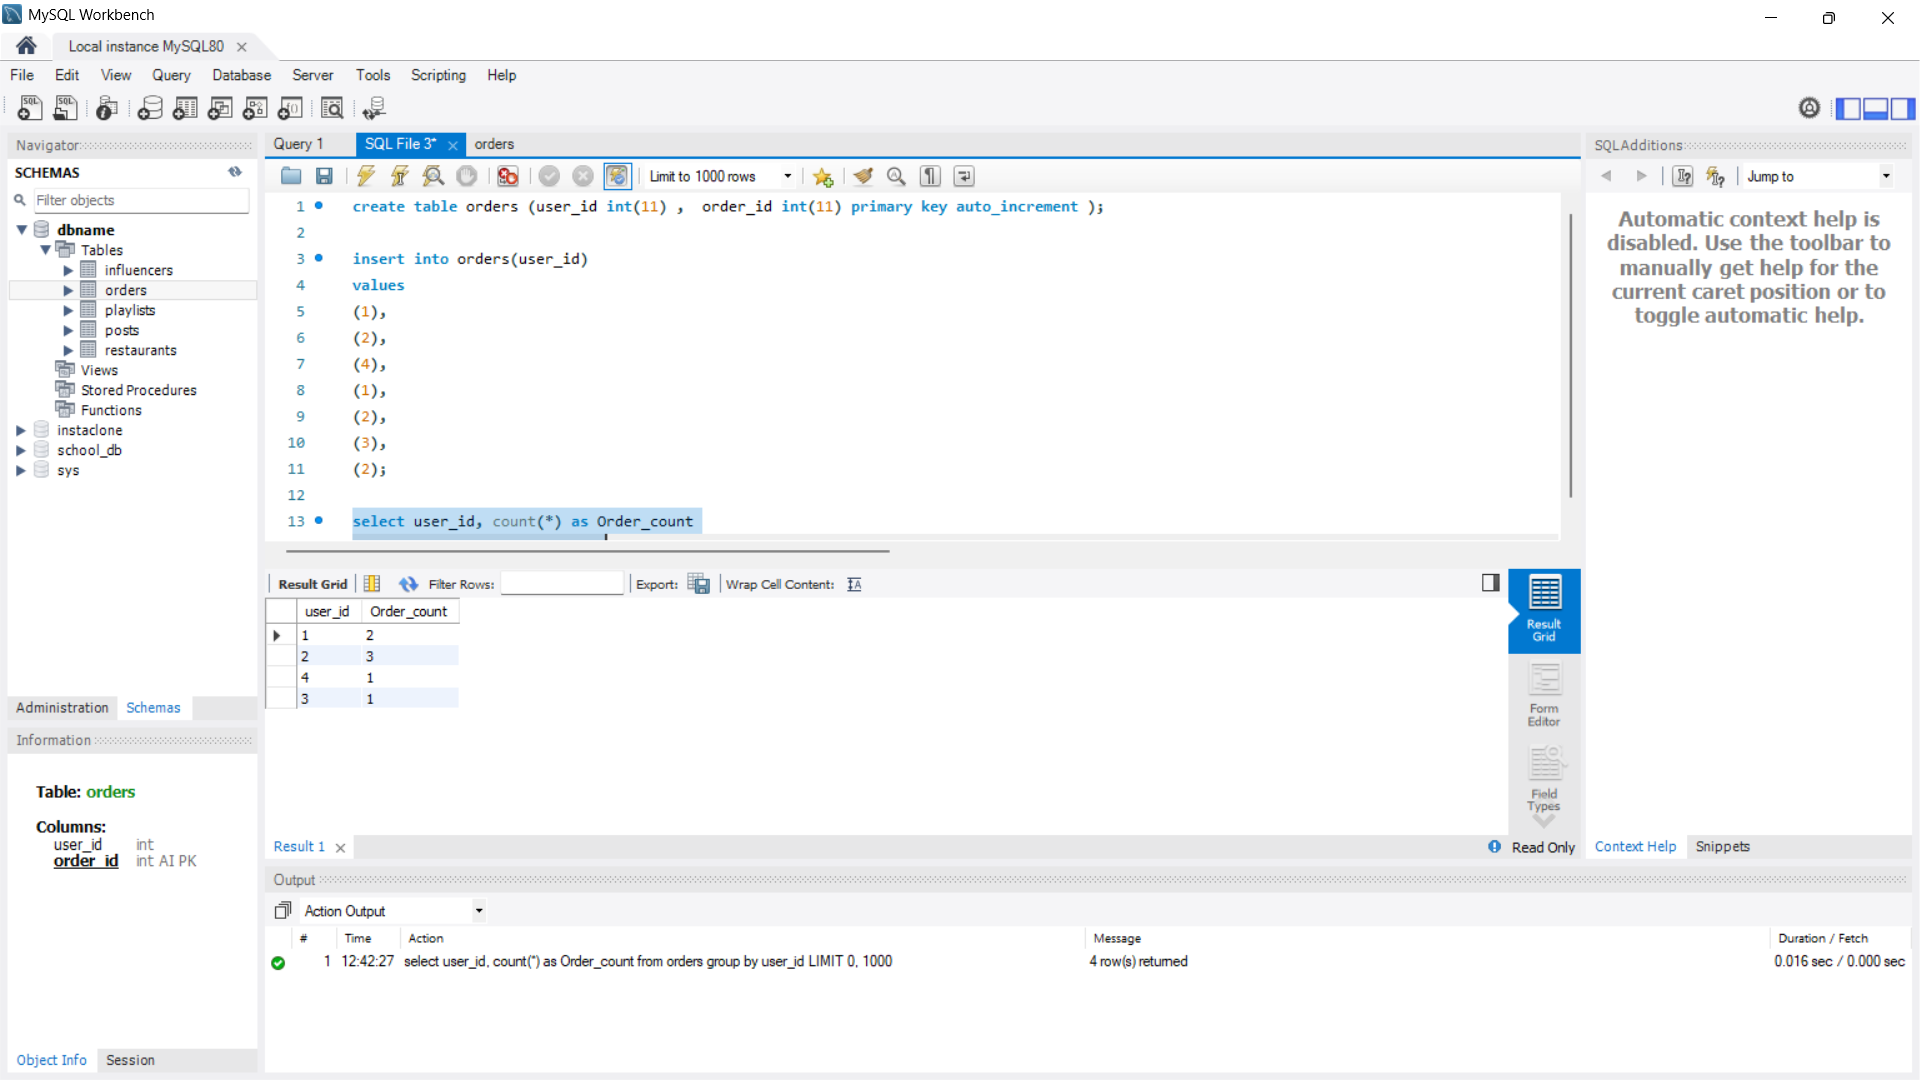 MySQL Workbench
Local instance MySQL80
File Edit View Query Database Server Tools Scripting Help
Navigator
SCHEMAS
Filter objects
dbname
Tables
influencers
orders
playlists
posts
restaurants
Views
Stored Procedures
Functions
instaclone
school_db
sys
Administration Schemas
Information
Table: orders
Columns:
user_id int
order_id int AI PK
Object Info Session
Query 1 SQL File 3* orders
Limit to 1000 rows
1 create table orders (user_id int(11) , order_id int(11) primary key auto_increment );
2
3 insert into orders(user_id)
4 values
5 (1),
6 (2),
7 (4),
8 (1),
9 (2),
10 (3),
11 (2);
12
13 select user_id, count(*) as Order_count
Result Grid Filter Rows: Export: Wrap Cell Content:
user_id Order_count
1 2
2 3
4 1
3 1
Result Grid
Form Editor
Field Types
Result 1
Read Only
SQLAdditions
Jump to
Automatic context help is
disabled. Use the toolbar to
manually get help for the
current caret position or to
toggle automatic help.
Context Help Snippets
Output
Action Output
# Time Action Message Duration / Fetch
1 12:42:27 select user_id, count(*) as Order_count from orders group by user_id LIMIT 0, 1000 4 row(s) returned 0.016 sec / 0.000 sec